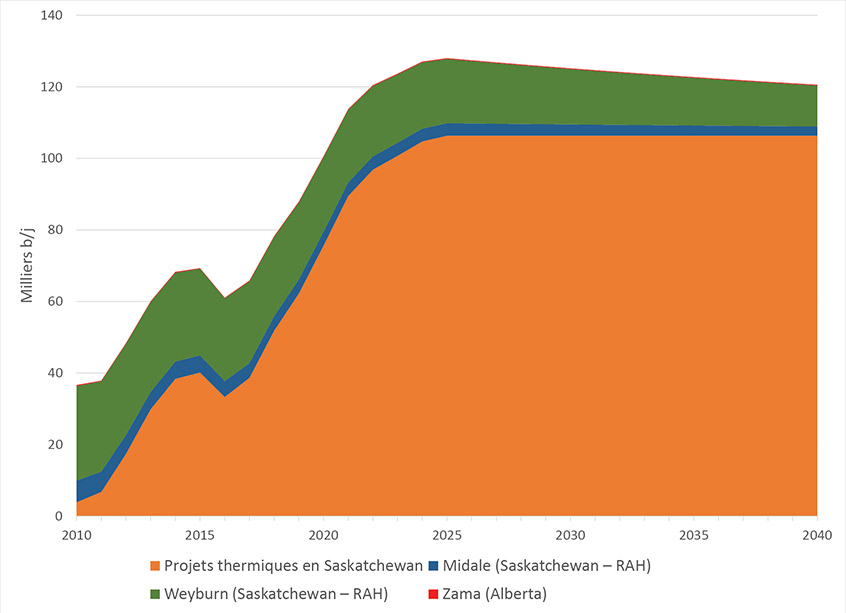 140
120
100
80
60
40
20
0
Milliers b/j
2010 2015 2020 2025 2030 2035 2040
Projets thermiques en Saskatchewan Midale (Saskatchewan – RAH)
Weyburn (Saskatchewan – RAH) Zama (Alberta)